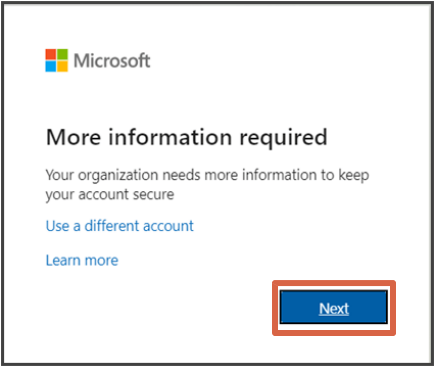 Microsoft
More information required
Your organization needs more information to keep
your account secure
Use a different account
Learn more
Next